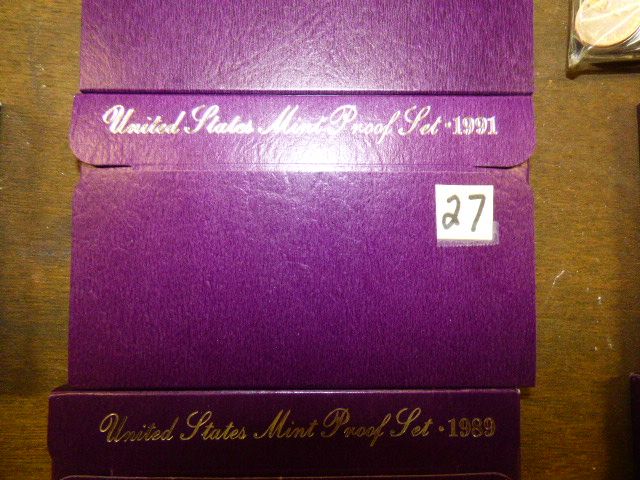 United States Mint Proof Set · 1991
27
United States Mint Proof Set · 1989